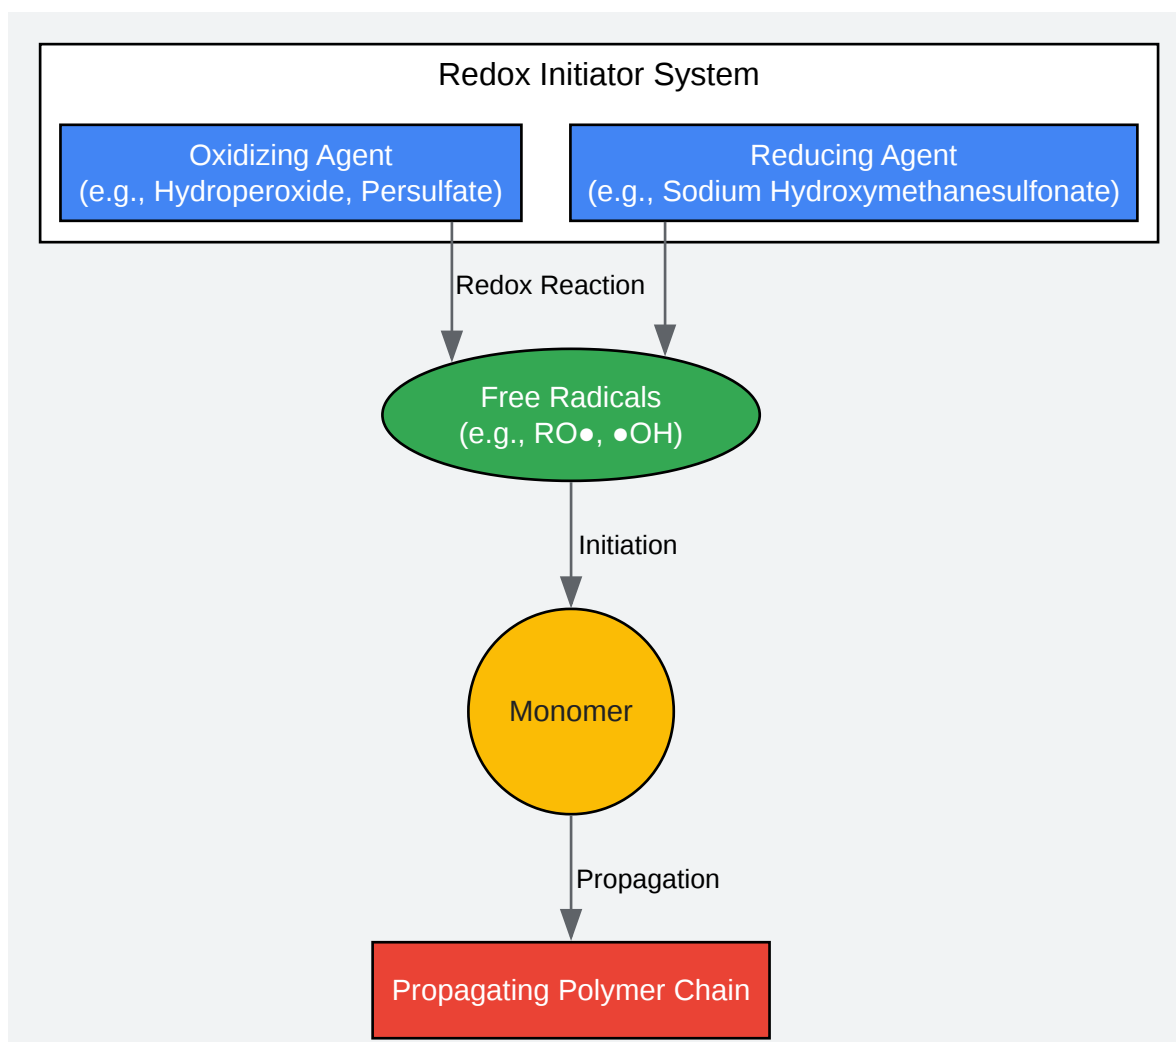 Redox Initiator System
Oxidizing Agent
(e.g., Hydroperoxide, Persulfate)
Reducing Agent
(e.g., Sodium Hydroxymethanesulfonate)
Redox Reaction
Free Radicals
(e.g., RO●, ●OH)
Initiation
Monomer
Propagation
Propagating Polymer Chain